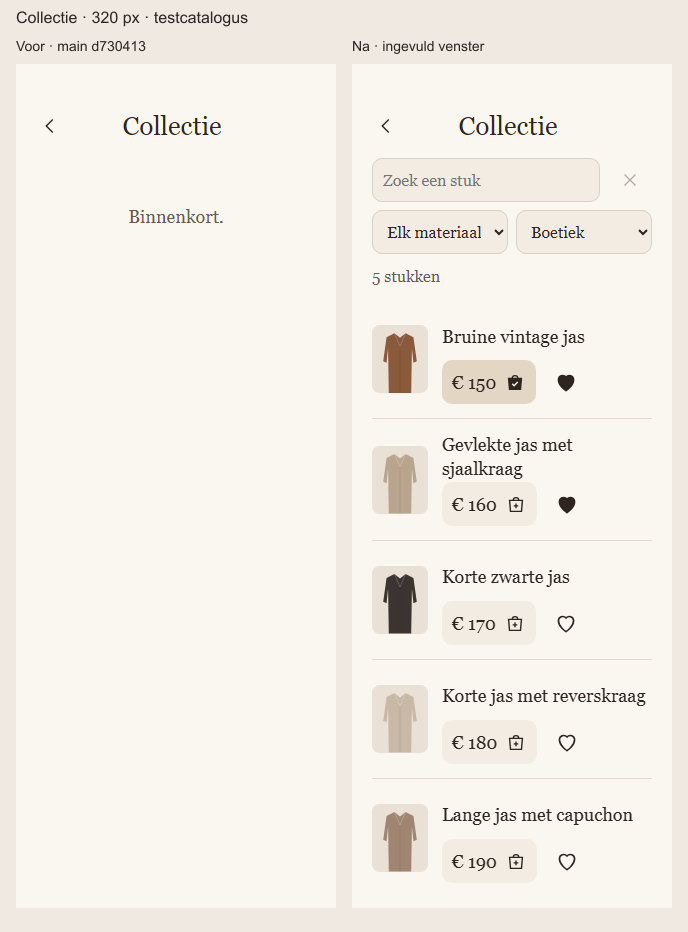 Collectie · 320 px · testcatalogus
Voor · main d730413
Collectie
Binnenkort.
Na · ingevuld venster
Collectie
Zoek een stuk
Elk materiaal
Boetiek
5 stukken
Bruine vintage jas
€ 150
Gevlekte jas met
sjaalkraag
€ 160
Korte zwarte jas
€ 170
Korte jas met reverskraag
€ 180
Lange jas met capuchon
€ 190